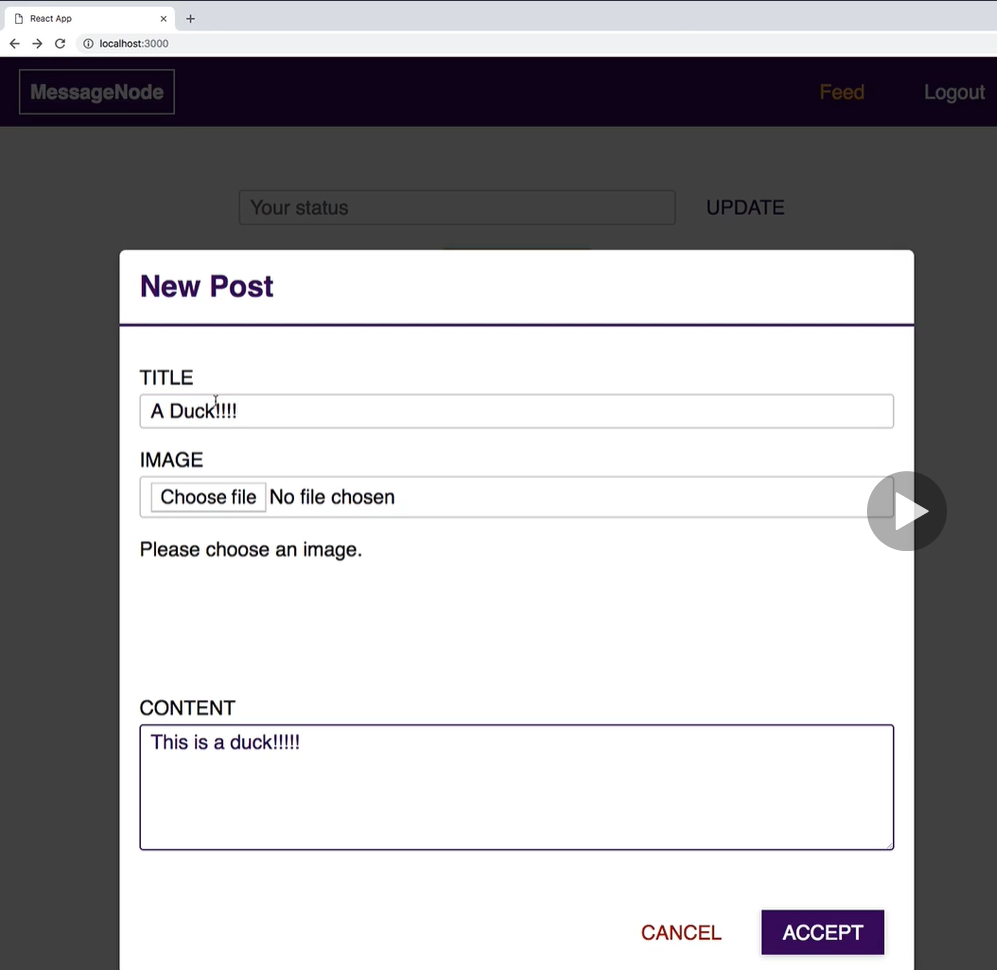 React App
localhost:3000
MessageNode
Feed
Logout
Your status
UPDATE
New Post
TITLE
A Duck!!!!
IMAGE
Choose file No file chosen
Please choose an image.
CONTENT
This is a duck!!!!!
CANCEL
ACCEPT